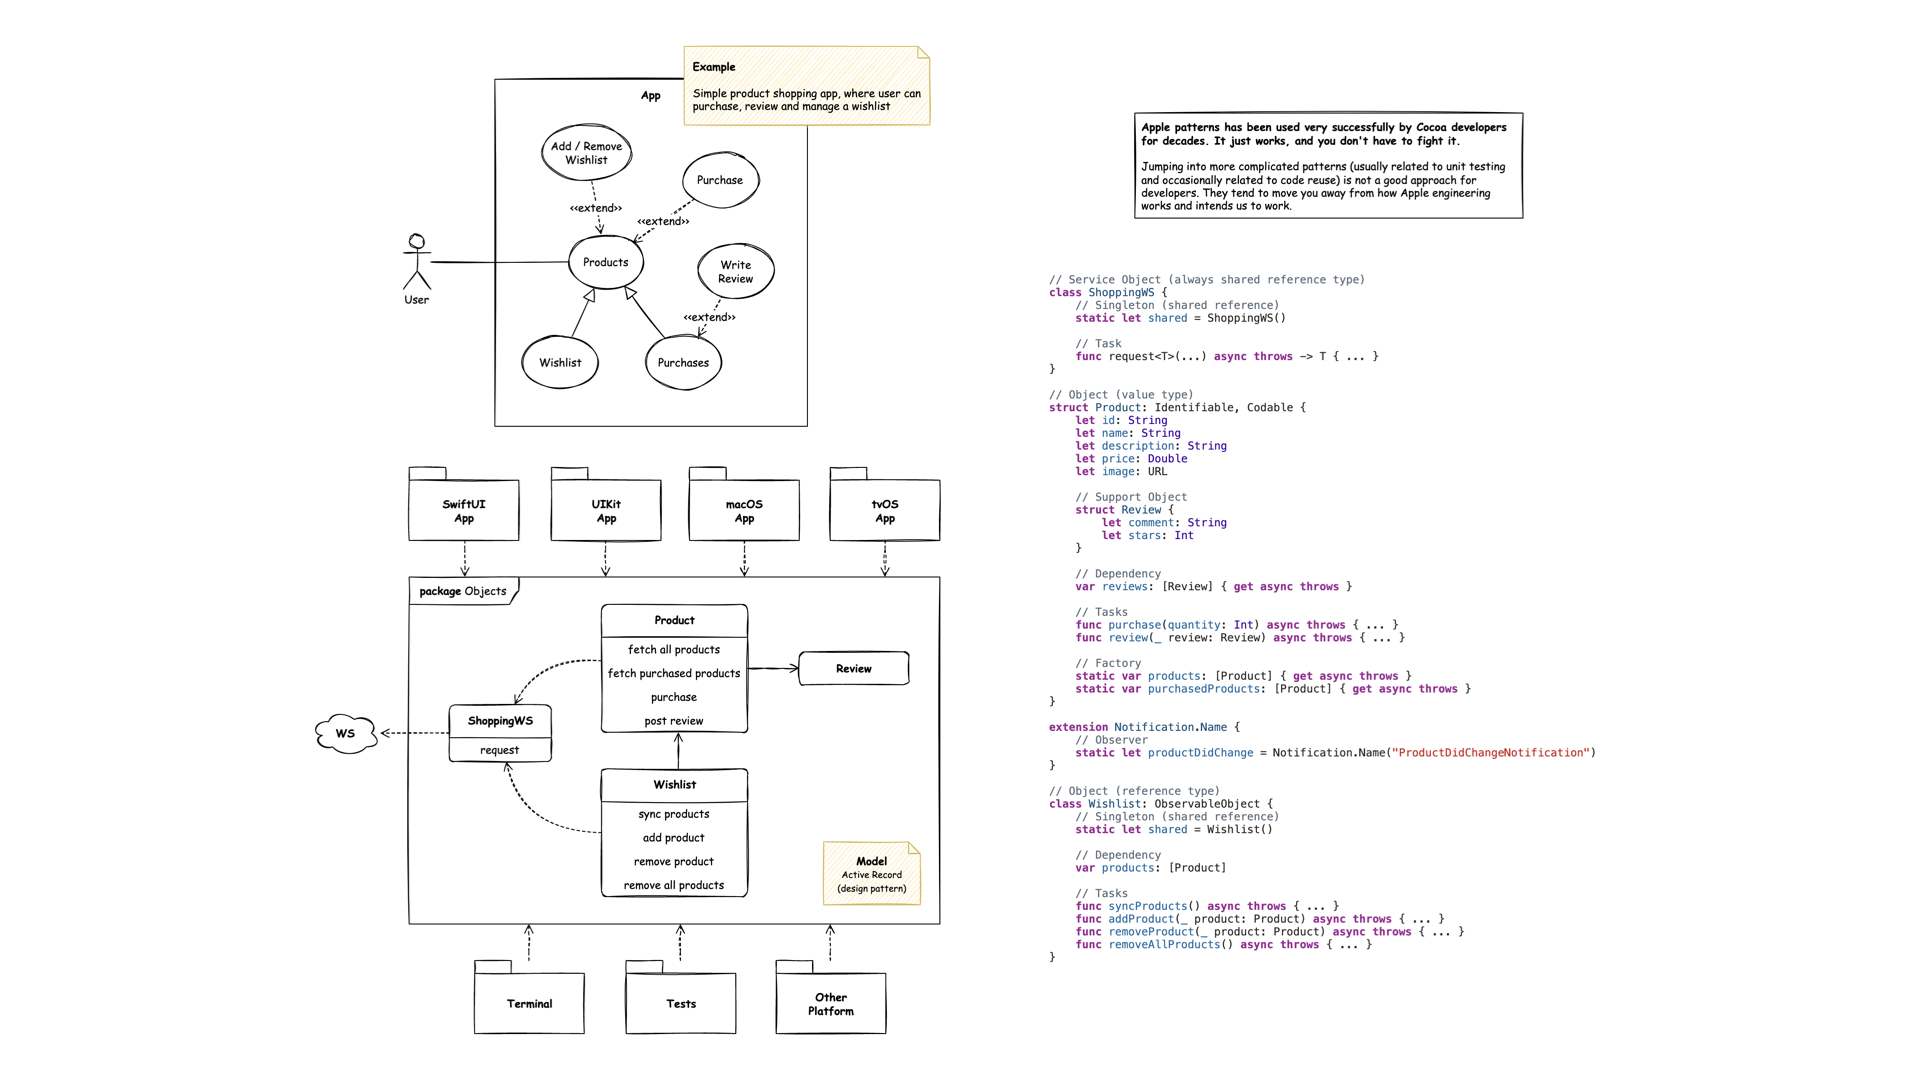 Example
Simple product shopping app, where user can
purchase, review and manage a wishlist
App
Add / Remove
Wishlist
Purchase
<<extend>>
<<extend>>
Products
Write
Review
User
<<extend>>
Wishlist
Purchases
SwiftUI
App
UIKit
App
macOS
App
tvOS
App
package Objects
Product
fetch all products
fetch purchased products
purchase
post review
Review
ShoppingWS
request
WS
Wishlist
sync products
add product
remove product
remove all products
Model
Active Record
(design pattern)
Terminal
Tests
Other
Platform
Apple patterns has been used very successfully by Cocoa developers
for decades. It just works, and you don't have to fight it.
Jumping into more complicated patterns (usually related to unit testing
and occasionally related to code reuse) is not a good approach for
developers. They tend to move you away from how Apple engineering
works and intends us to work.
// Service Object (always shared reference type)
class ShoppingWS {
    // Singleton (shared reference)
    static let shared = ShoppingWS()
    // Task
    func request<T>(...) async throws -> T { ... }
}
// Object (value type)
struct Product: Identifiable, Codable {
    let id: String
    let name: String
    let description: String
    let price: Double
    let image: URL
    // Support Object
    struct Review {
        let comment: String
        let stars: Int
    }
    // Dependency
    var reviews: [Review] { get async throws }
    // Tasks
    func purchase(quantity: Int) async throws { ... }
    func review(_ review: Review) async throws { ... }
    // Factory
    static var products: [Product] { get async throws }
    static var purchasedProducts: [Product] { get async throws }
}
extension Notification.Name {
    // Observer
    static let productDidChange = Notification.Name("ProductDidChangeNotification")
}
// Object (reference type)
class Wishlist: ObservableObject {
    // Singleton (shared reference)
    static let shared = Wishlist()
    // Dependency
    var products: [Product]
    // Tasks
    func syncProducts() async throws { ... }
    func addProduct(_ product: Product) async throws { ... }
    func removeProduct(_ product: Product) async throws { ... }
    func removeAllProducts() async throws { ... }
}